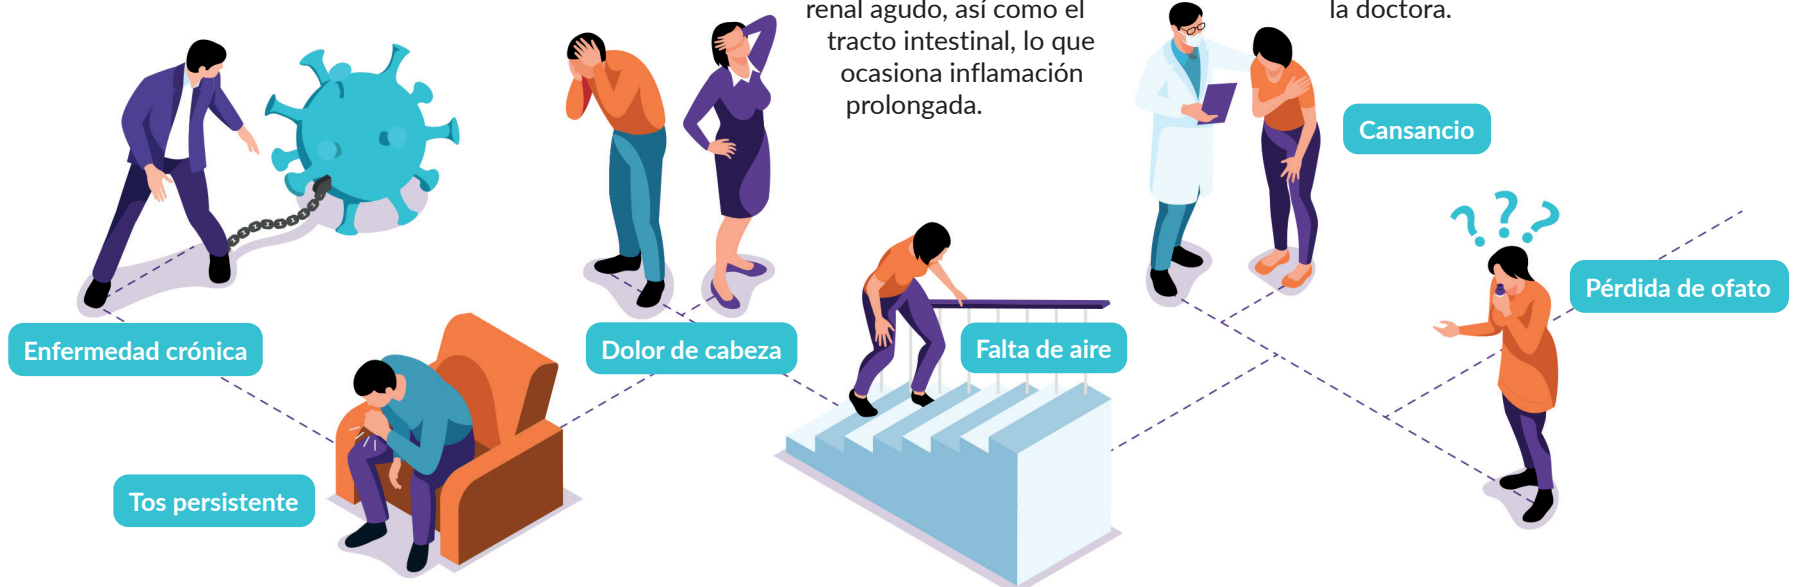 renal agudo, así como el
tracto intestinal, lo que
ocasiona inflamación
prolongada.
la doctora.
Cansancio
Pérdida de ofato
Enfermedad crónica
Dolor de cabeza
Falta de aire
Tos persistente